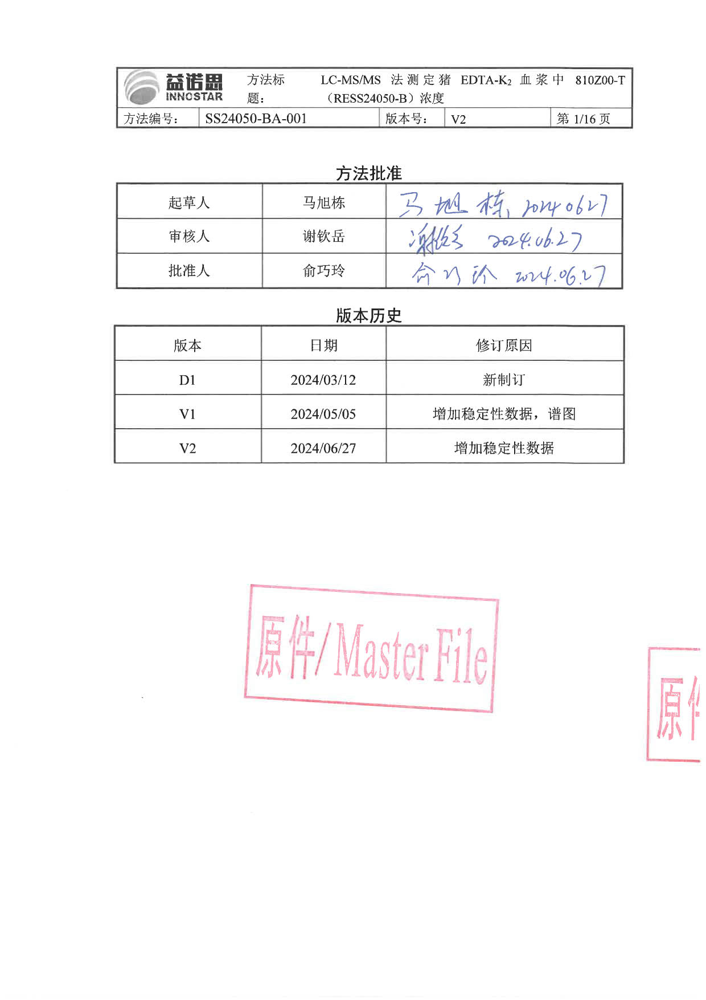 益诺思
INNOSTAR
方法标题：
LC-MS/MS 法测定猪 EDTA-K₂ 血浆中 810Z00-T
（RESS24050-B）浓度
方法编号： SS24050-BA-001 版本号： V2 第 1/16 页
方法批准
起草人 马旭栋 马旭栋 20240627
审核人 谢钦岳 2024.06.27
批准人 俞巧玲 俞巧玲 2024.06.27
版本历史
版本 日期 修订原因
D1 2024/03/12 新制订
V1 2024/05/05 增加稳定性数据，谱图
V2 2024/06/27 增加稳定性数据
原件/Master File
原件